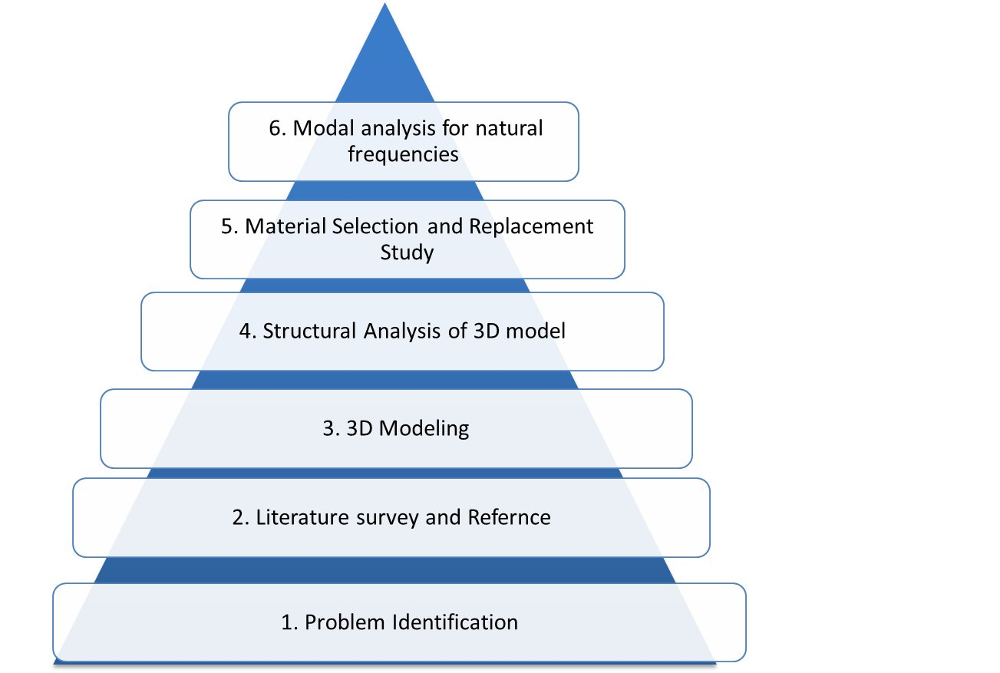 6. Modal analysis for natural
frequencies
5. Material Selection and Replacement
Study
4. Structural Analysis of 3D model
3. 3D Modeling
2. Literature survey and Refernce
1. Problem Identification